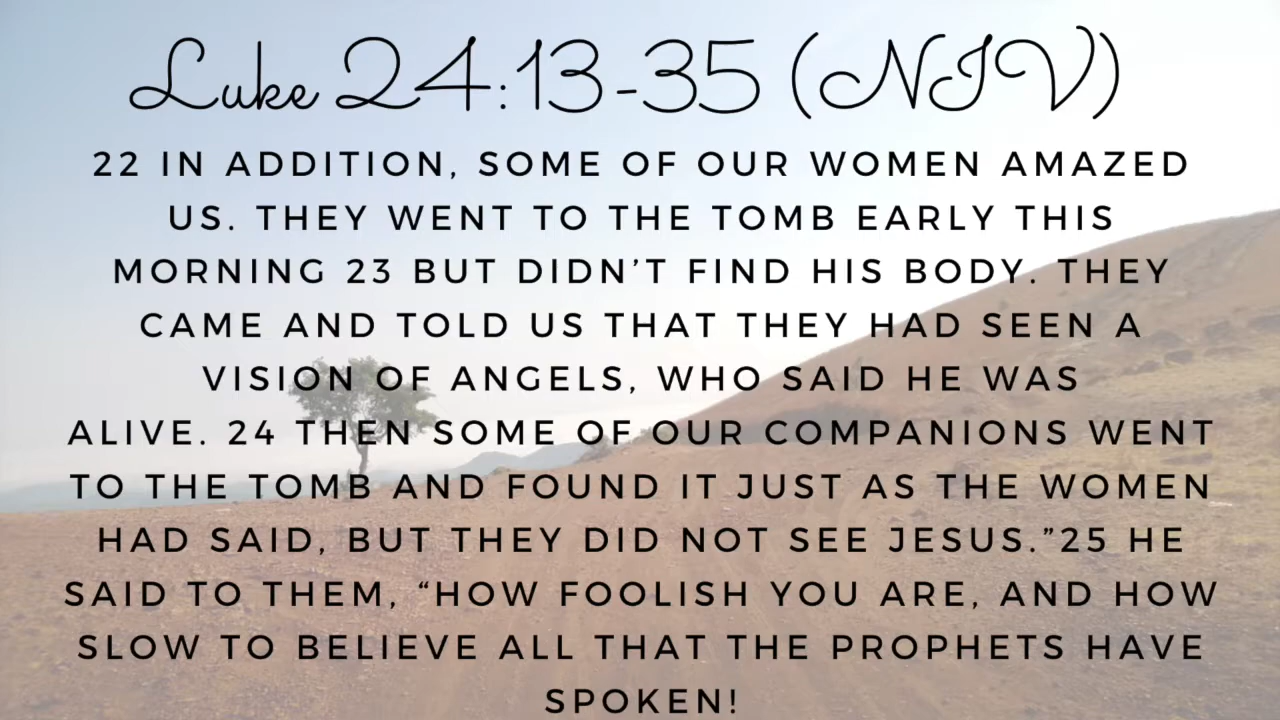 Luke 24:13-35 (NIV)
22 IN ADDITION, SOME OF OUR WOMEN AMAZED
US. THEY WENT TO THE TOMB EARLY THIS
MORNING 23 BUT DIDN’T FIND HIS BODY. THEY
CAME AND TOLD US THAT THEY HAD SEEN A
VISION OF ANGELS, WHO SAID HE WAS
ALIVE. 24 THEN SOME OF OUR COMPANIONS WENT
TO THE TOMB AND FOUND IT JUST AS THE WOMEN
HAD SAID, BUT THEY DID NOT SEE JESUS.”25 HE
SAID TO THEM, “HOW FOOLISH YOU ARE, AND HOW
SLOW TO BELIEVE ALL THAT THE PROPHETS HAVE
SPOKEN!